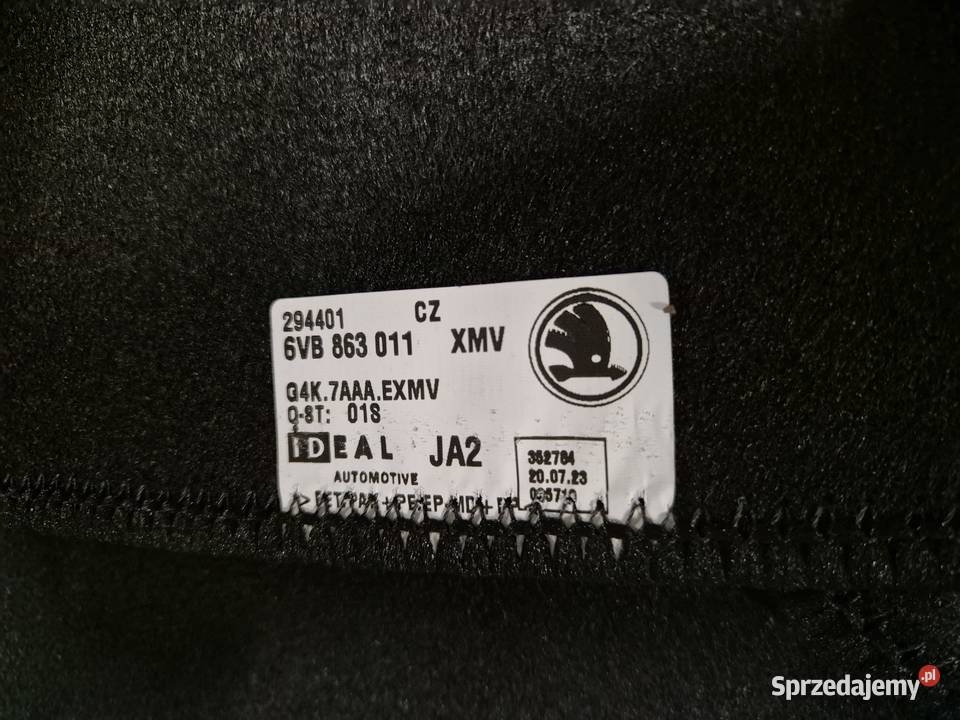 294401 CZ
6VB 863 011 XMV
G4K.7AAA.EXMV
Q-8T: 01S
IDEAL JA2
AUTOMOTIVE
352784
20.07.23
Sprzedajemy.pl